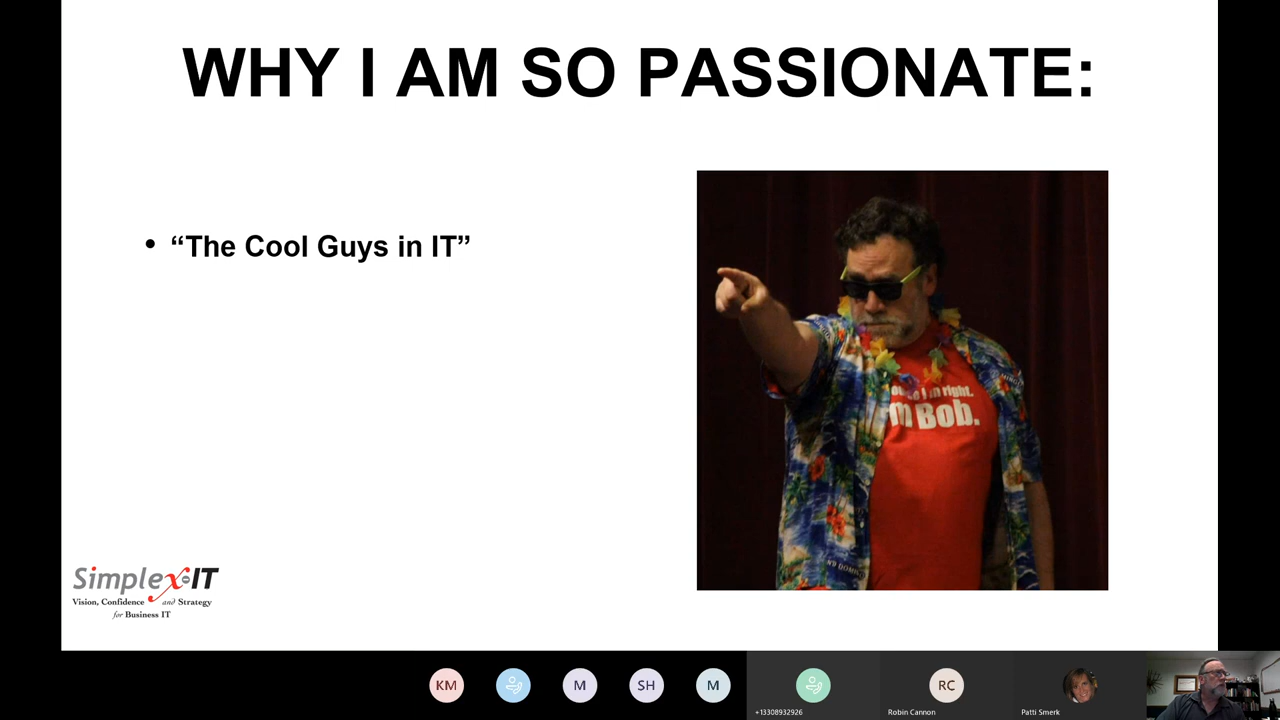 WHY I AM SO PASSIONATE:
• “The Cool Guys in IT”
right.
Bob.
Simplex-IT
Vision, Confidence and Strategy
for Business IT
KM
M
SH
M
RC
+13308932926
Robin Cannon
Patti Smerk